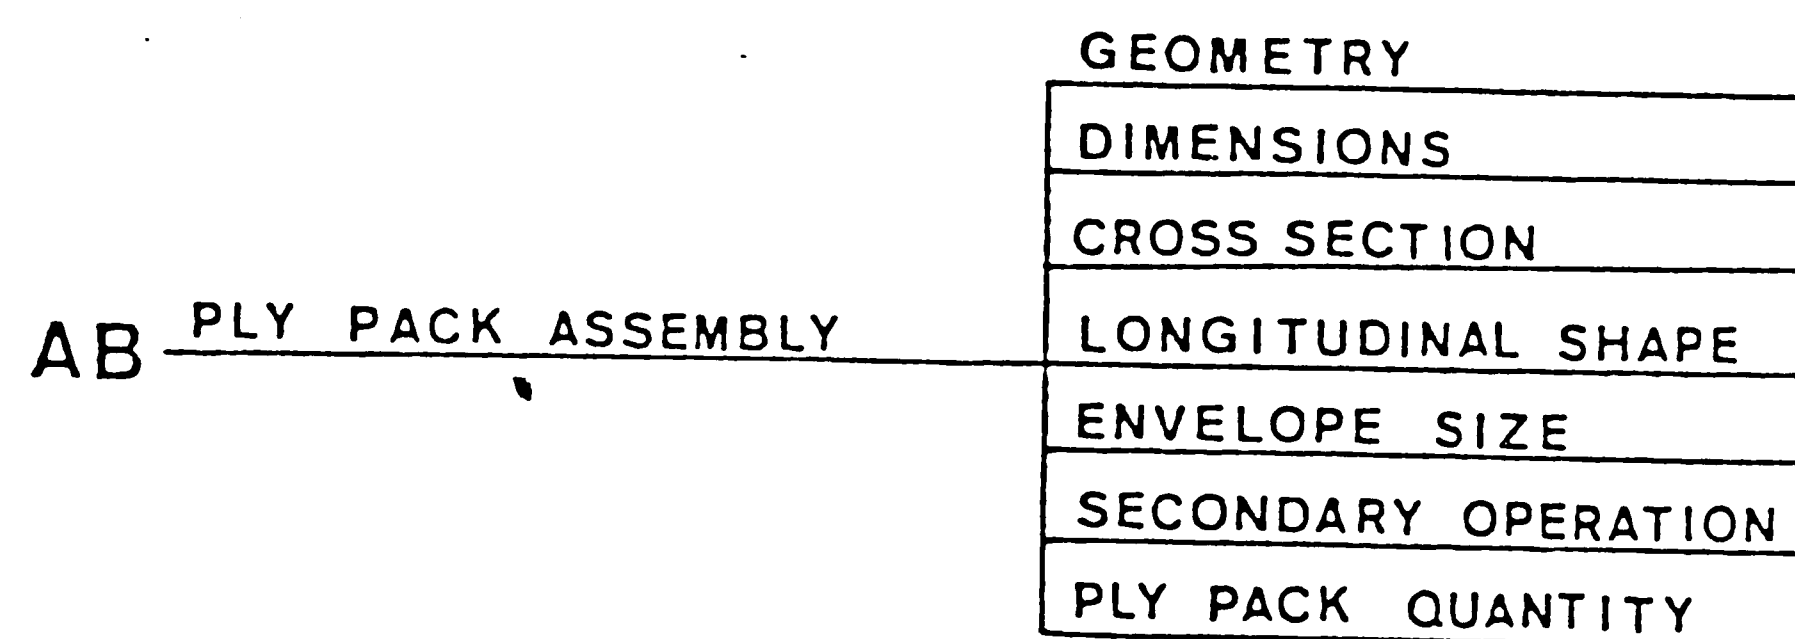 GEOMETRY
DIMENSIONS
CROSS SECTION
AB PLY PACK ASSEMBLY
LONGITUDINAL SHAPE
ENVELOPE SIZE
SECONDARY OPERATION
PLY PACK QUANTITY